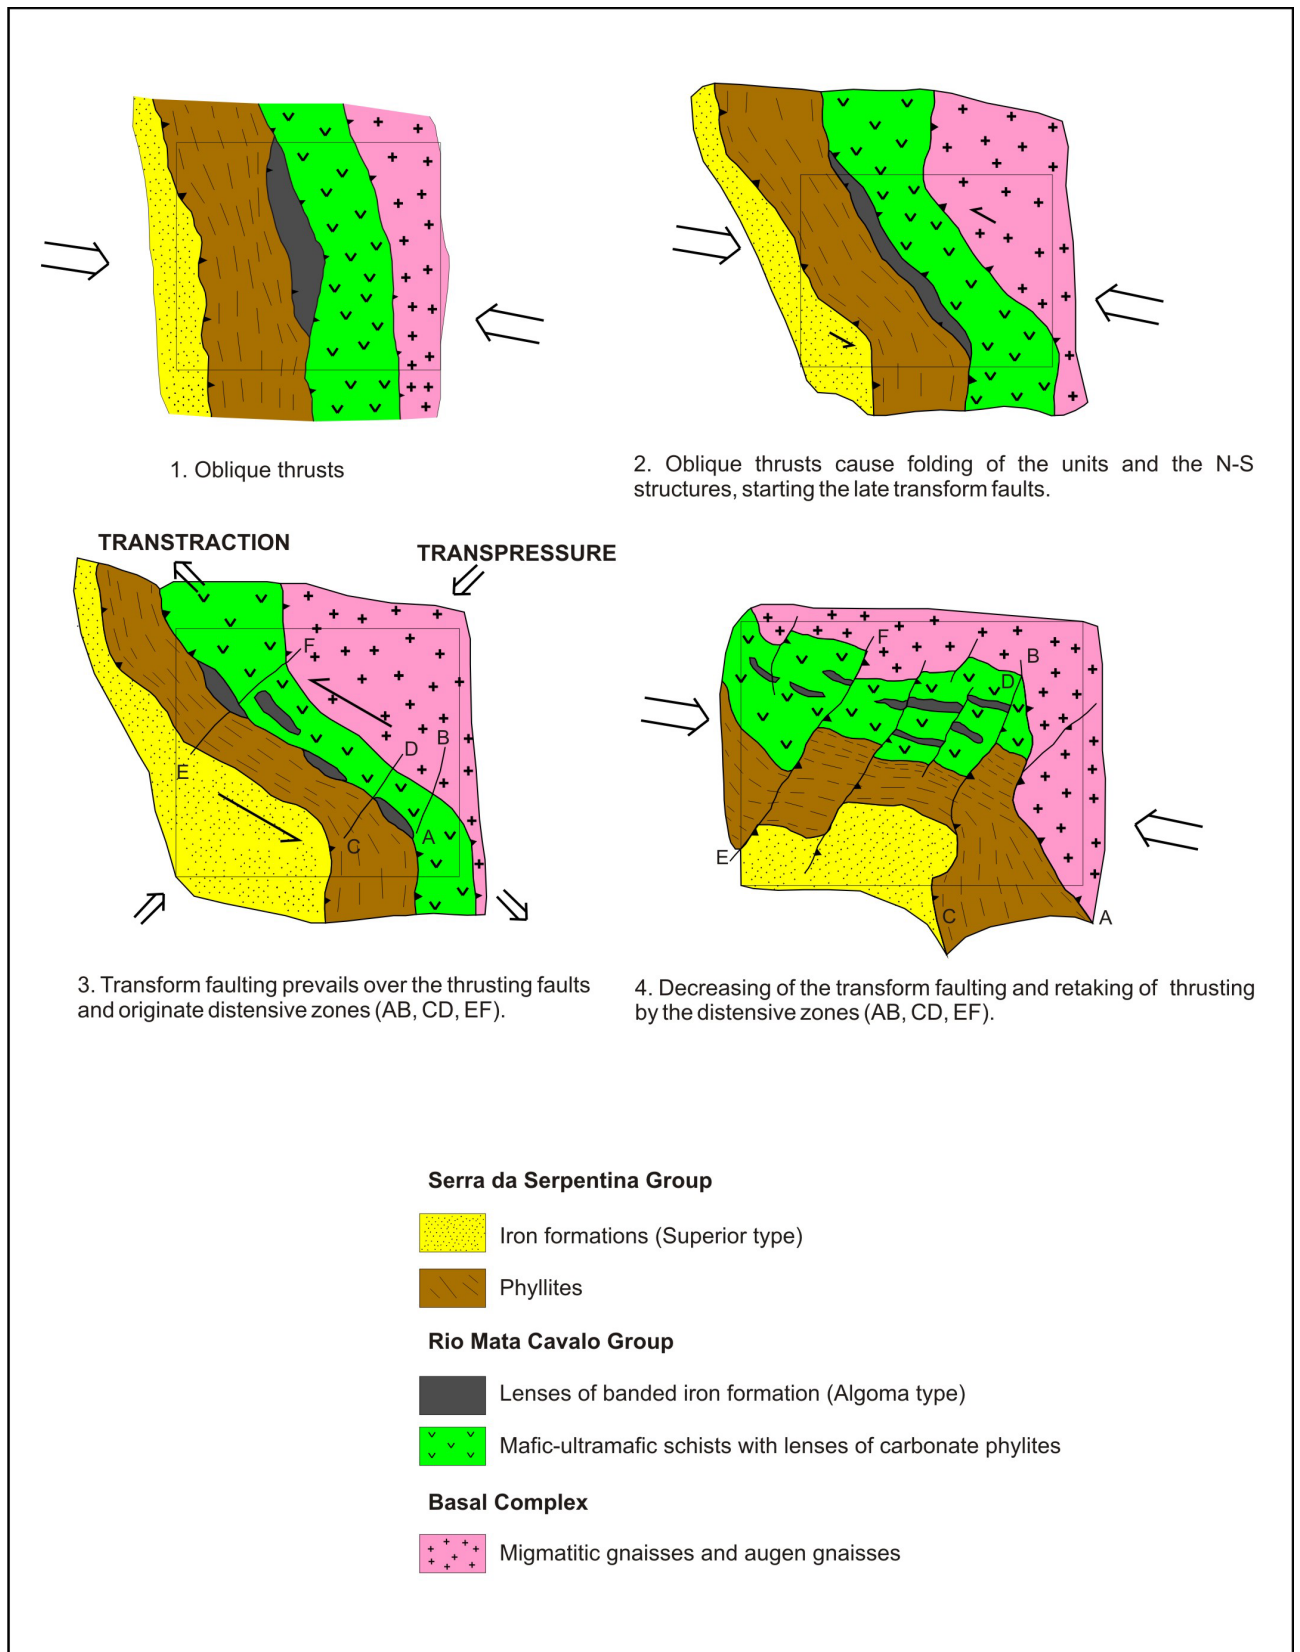 1. Oblique thrusts
2. Oblique thrusts cause folding of the units and the N-S
structures, starting the late transform faults.
TRANSTRACTION
TRANSPRESSURE
F
E
D
B
C
A
3. Transform faulting prevails over the thrusting faults
and originate distensive zones (AB, CD, EF).
F
B
D
E
C
A
4. Decreasing of the transform faulting and retaking of thrusting
by the distensive zones (AB, CD, EF).
Serra da Serpentina Group
Iron formations (Superior type)
Phyllites
Rio Mata Cavalo Group
Lenses of banded iron formation (Algoma type)
Mafic-ultramafic schists with lenses of carbonate phylites
Basal Complex
Migmatitic gnaisses and augen gnaisses